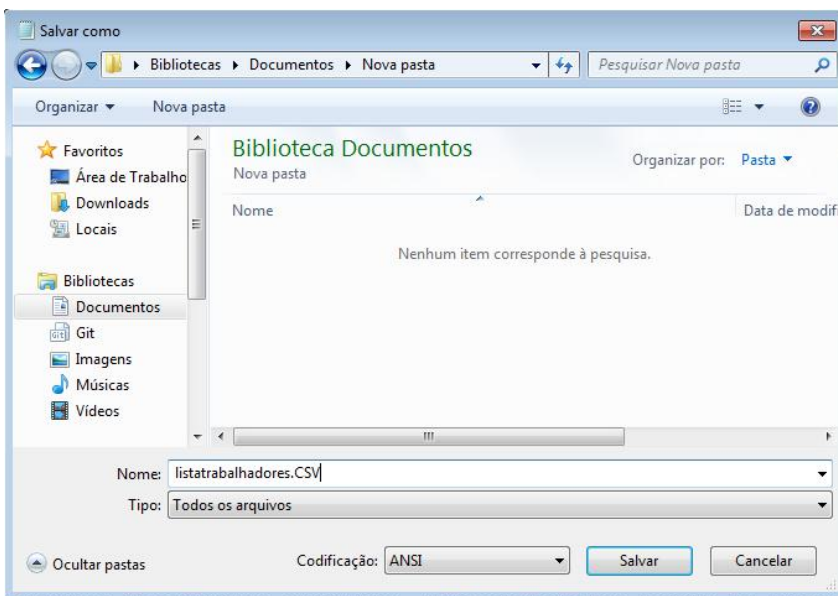 Salvar como
Bibliotecas Documentos Nova pasta Pesquisar Nova pasta
Organizar Nova pasta
Favoritos
Área de Trabalho
Downloads
Locais
Bibliotecas
Documentos
Git
Imagens
Músicas
Vídeos
Biblioteca Documentos
Nova pasta
Organizar por: Pasta
Nome Data de modif
Nenhum item corresponde à pesquisa.
Nome: listatrabalhadores.CSV
Tipo: Todos os arquivos
Ocultar pastas Codificação: ANSI Salvar Cancelar